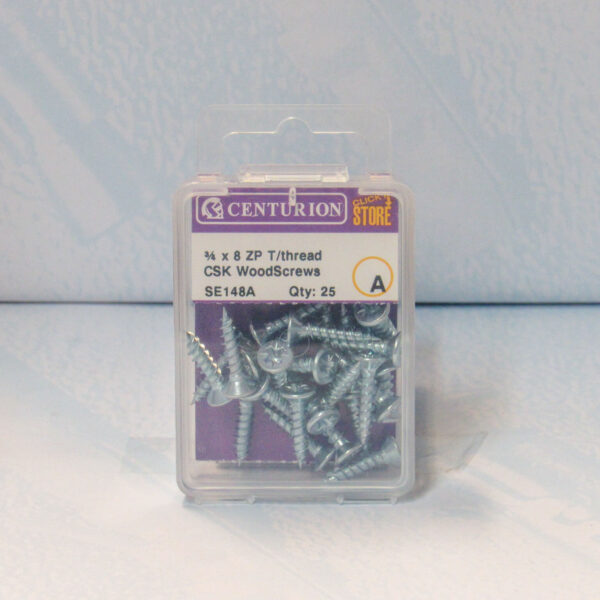 CENTURION
CLICK
STORE
¾ x 8 ZP T/thread
CSK WoodScrews
SE148A Qty: 25
A